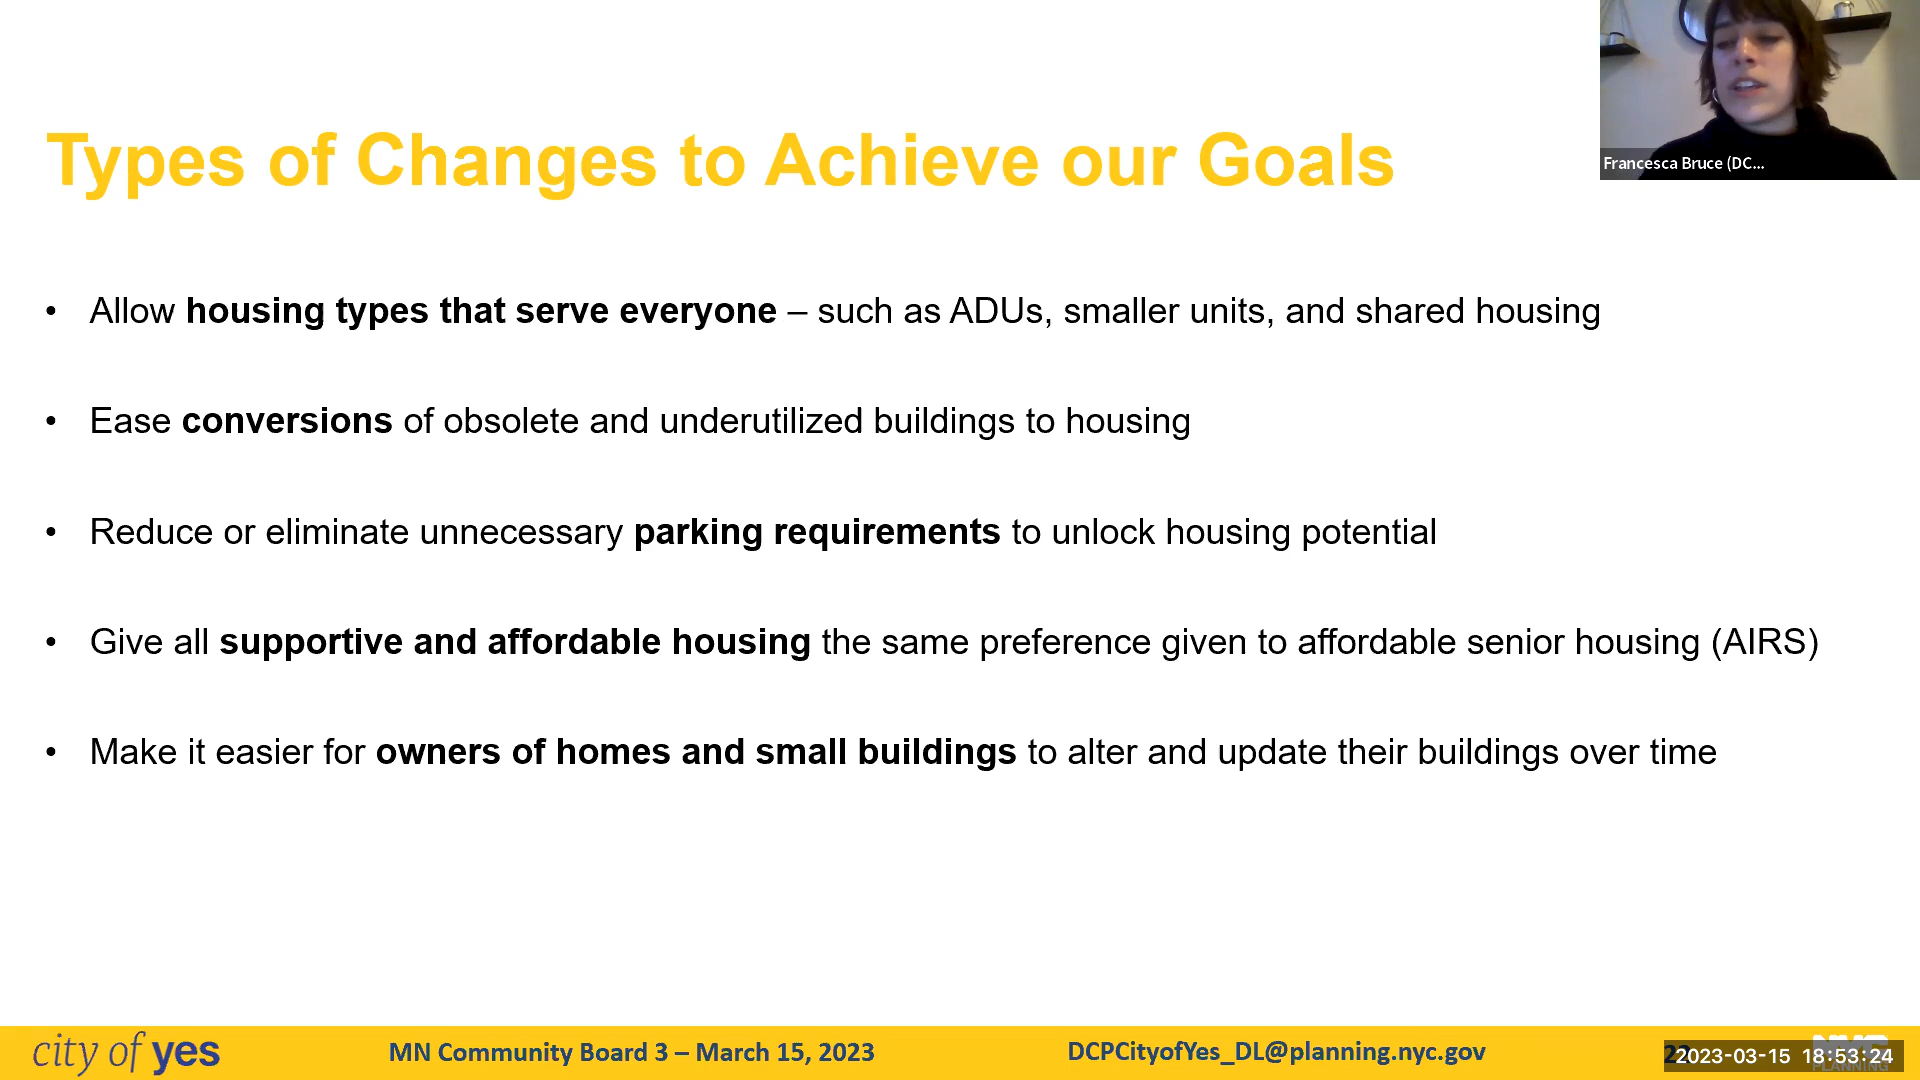 Francesca Bruce (DC...
Types of Changes to Achieve our Goals
• Allow housing types that serve everyone – such as ADUs, smaller units, and shared housing
• Ease conversions of obsolete and underutilized buildings to housing
• Reduce or eliminate unnecessary parking requirements to unlock housing potential
• Give all supportive and affordable housing the same preference given to affordable senior housing (AIRS)
• Make it easier for owners of homes and small buildings to alter and update their buildings over time
city of yes
MN Community Board 3 – March 15, 2023
DCPCityofYes_DL@planning.nyc.gov
NYC
PLANNING
2023-03-15 18:53:24